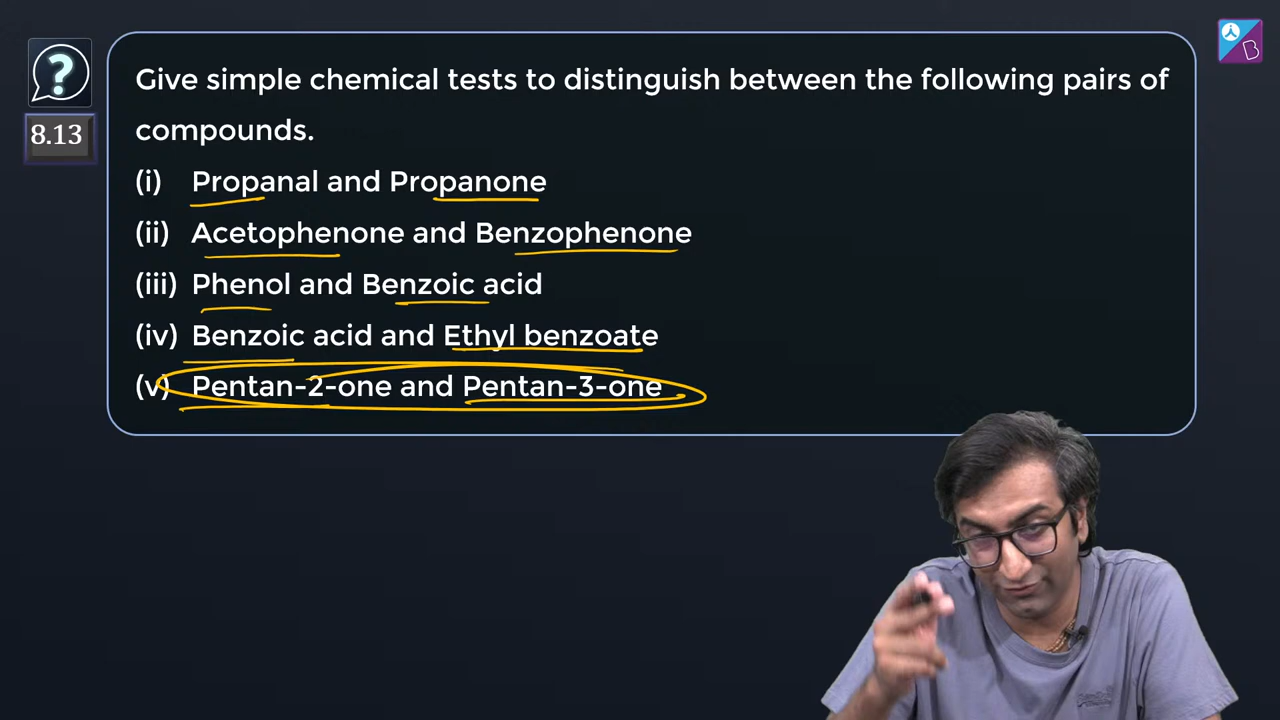 ?
8.13
Give simple chemical tests to distinguish between the following pairs of
compounds.
(i) Propanal and Propanone
(ii) Acetophenone and Benzophenone
(iii) Phenol and Benzoic acid
(iv) Benzoic acid and Ethyl benzoate
(v) Pentan-2-one and Pentan-3-one
B